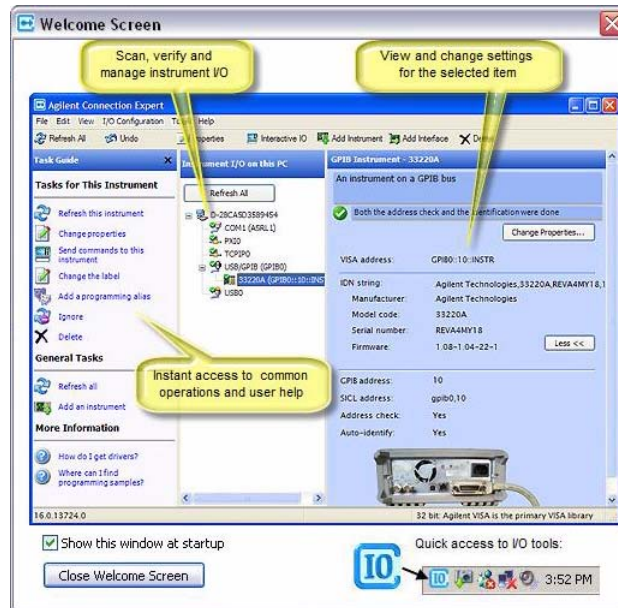 Welcome Screen
Scan, verify and
manage instrument I/O
View and change settings
for the selected item
Agilent Connection Expert
File Edit View I/O Configuration Help
Refresh All Undo Properties Interactive IO Add Instrument Add Interface
Task Guide
Instrument I/O on this PC
GPIB Instrument - 33220A
Tasks for This Instrument
Refresh this instrument
Change properties
Send commands to this
instrument
Change the label
Add a programming alias
Ignore
Delete
General Tasks
Refresh all
Add an instrument
More Information
How do I get drivers?
Where can I find
programming samples?
Refresh All
COM1 (ASRL1)
PXI0
TCPIP0
USB/GPIB (GPIB0)
33220A (GPIB0::10::INS
USB0
Instant access to common
operations and user help
An instrument on a
GPIB bus
Both the address check and the identification were done
Change Properties...
VISA address: GPIB0::10::INSTR
IDN string: Agilent Technologies,33220A,REVA4MY18,1
Manufacturer: Agilent Technologies
Model code: 33220A
Serial number: REVA4MY18
Firmware: 1.08-1.04-22-1
Less <<
GPIB address: 10
SICL address: gpib0,10
Address check: Yes
Auto-identify: Yes
16.0.13724.0
32 bit: Agilent VISA is the primary VISA library
Show this window at startup
Close Welcome Screen
Quick access to I/O tools:
IO
IO
3:52 PM